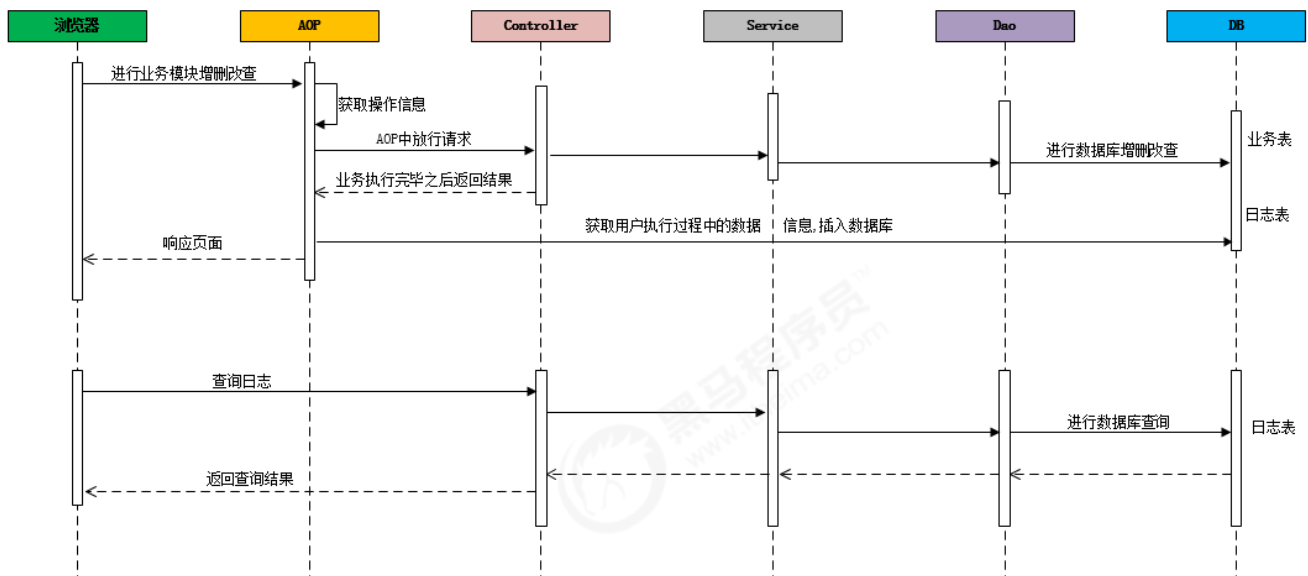 浏览器
AOP
Controller
Service
Dao
DB
进行业务模块增删改查
获取操作信息
AOP中放行请求
进行数据库增删改查
业务表
业务执行完毕之后返回结果
日志表
获取用户执行过程中的数据 信息,插入数据库
响应页面
查询日志
进行数据库查询
日志表
返回查询结果
黑马程序员™
www.itheima.com